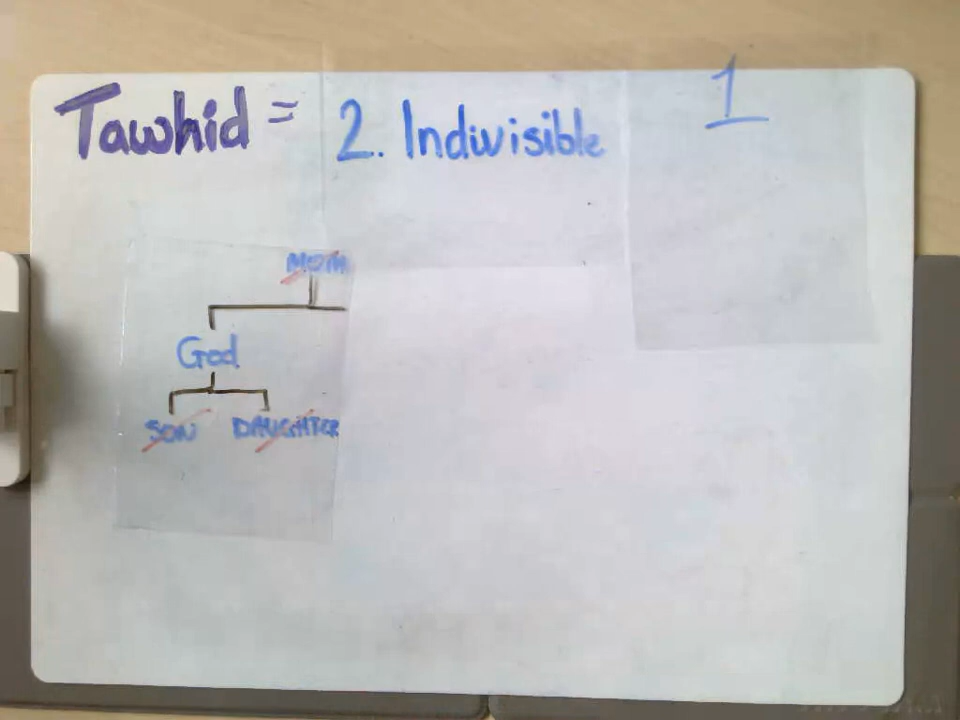 Tawhid = 2. Indivisible 1
MOM
God
SON DAUGHTER